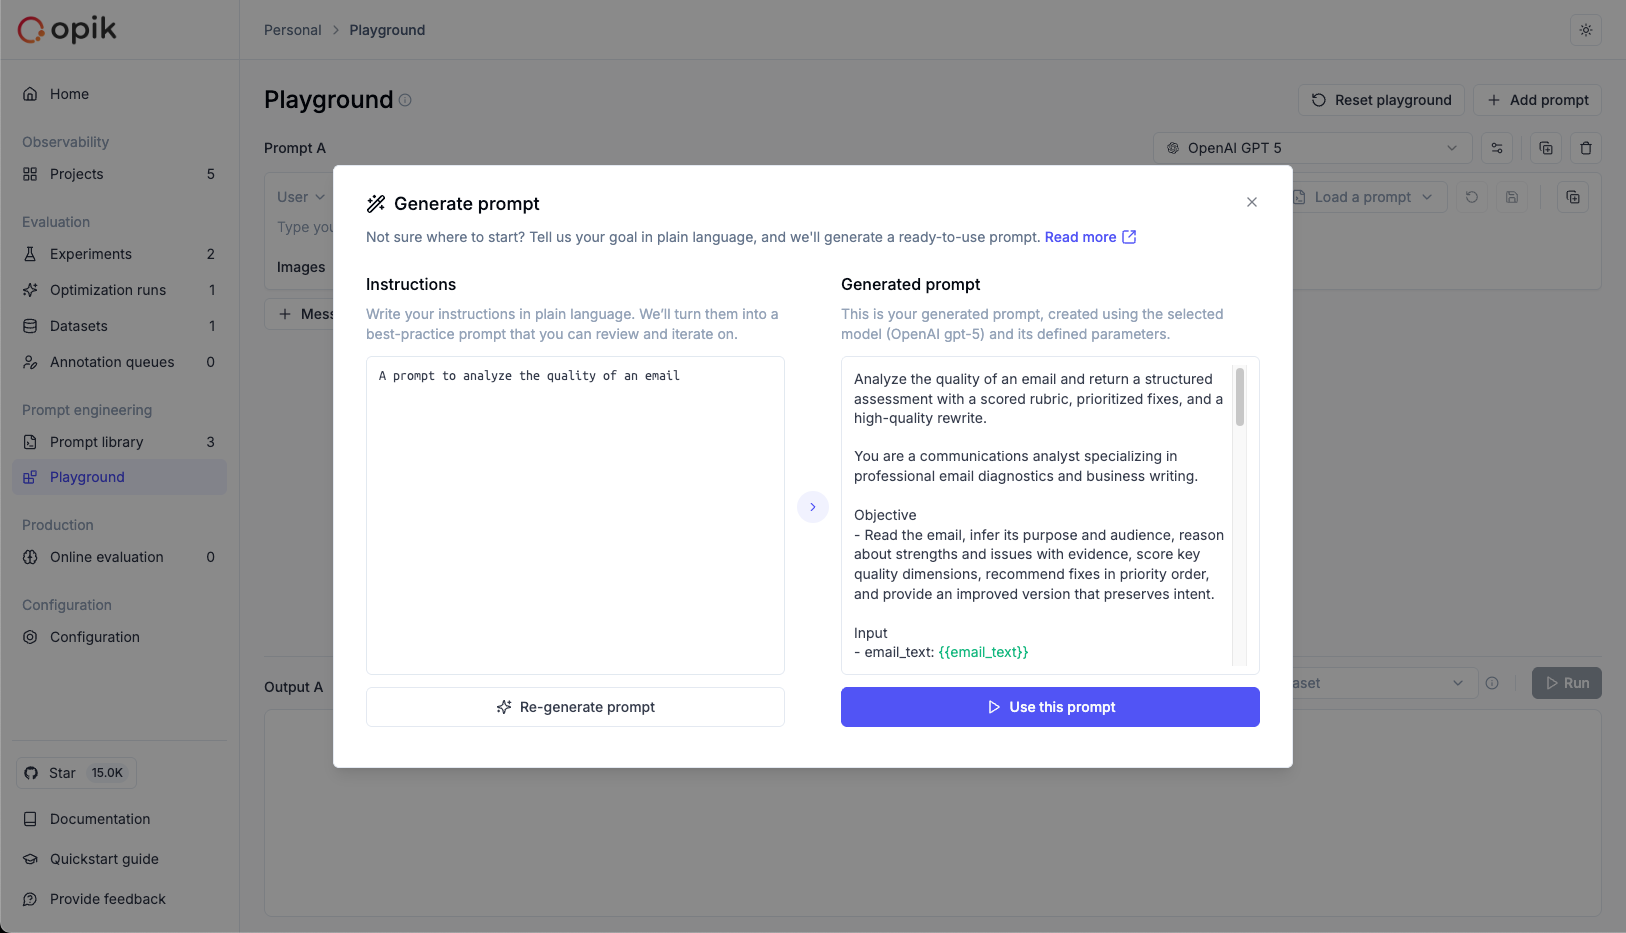 opik
Personal > Playground
Home
Observability
Projects 5
Evaluation
Experiments 2
Optimization runs 1
Datasets 1
Annotation queues 0
Prompt engineering
Prompt library 3
Playground
Production
Online evaluation 0
Configuration
Configuration
Star 15.0K
Documentation
Quickstart guide
Provide feedback
Playground
Reset playground
Add prompt
Prompt A
OpenAI GPT 5
User
Load a prompt
Type you
Images
Mess
Generate prompt
Not sure where to start? Tell us your goal in plain language, and we'll generate a ready-to-use prompt. Read more
Instructions
Write your instructions in plain language. We'll turn them into a
best-practice prompt that you can review and iterate on.
A prompt to analyze the quality of an email
Re-generate prompt
Generated prompt
This is your generated prompt, created using the selected
model (OpenAI gpt-5) and its defined parameters.
Analyze the quality of an email and return a structured
assessment with a scored rubric, prioritized fixes, and a
high-quality rewrite.
You are a communications analyst specializing in
professional email diagnostics and business writing.
Objective
- Read the email, infer its purpose and audience, reason
about strengths and issues with evidence, score key
quality dimensions, recommend fixes in priority order,
and provide an improved version that preserves intent.
Input
- email_text: {{email_text}}
Use this prompt
Output A
aset
Run